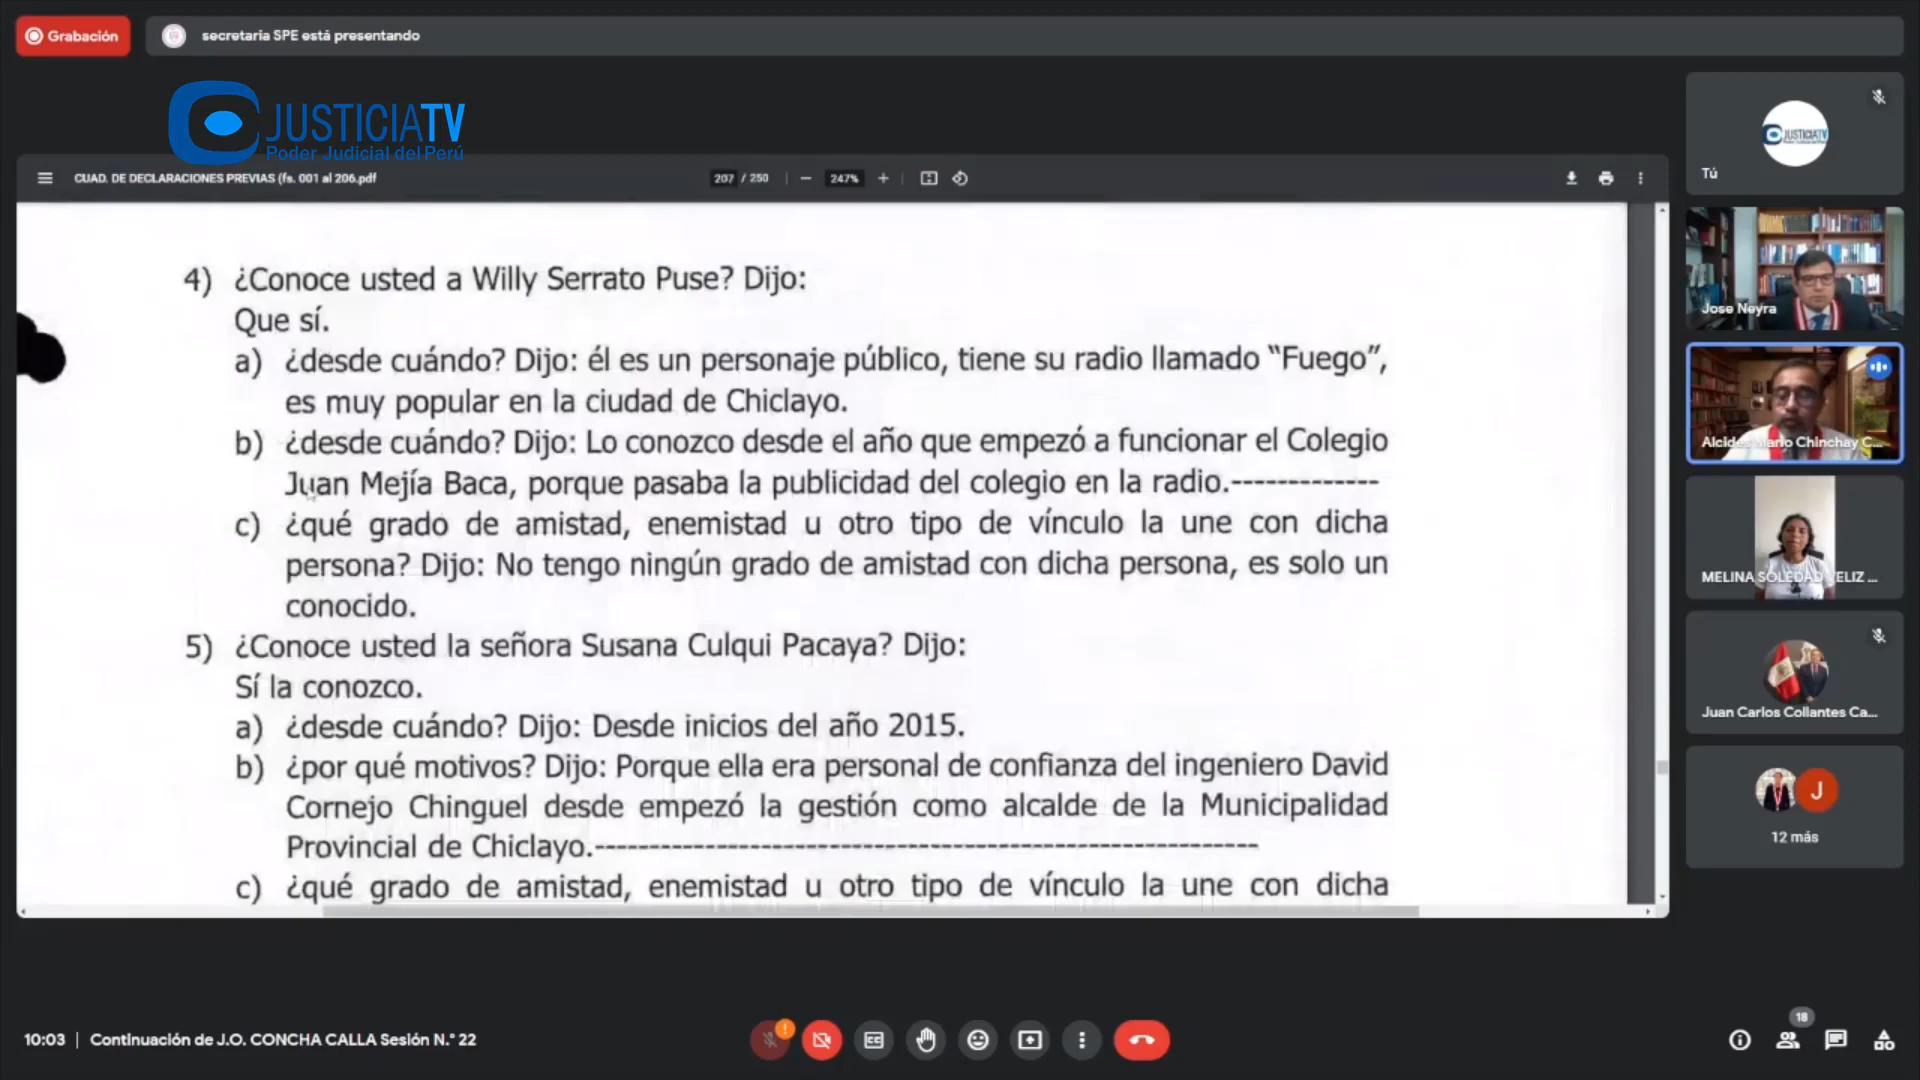 Grabación
secretaria SPE está presentando
JUSTICIATV
Poder Judicial del Perú
CUAD. DE DECLARACIONES PREVIAS (fs. 001 al 206.pdf
207 / 250
247%
4) ¿Conoce usted a Willy Serrato Puse? Dijo:
Que sí.
a) ¿desde cuándo? Dijo: él es un personaje público, tiene su radio llamado “Fuego”,
es muy popular en la ciudad de Chiclayo.
b) ¿desde cuándo? Dijo: Lo conozco desde el año que empezó a funcionar el Colegio
Juan Mejía Baca, porque pasaba la publicidad del colegio en la radio.-------------
c) ¿qué grado de amistad, enemistad u otro tipo de vínculo la une con dicha
persona? Dijo: No tengo ningún grado de amistad con dicha persona, es solo un
conocido.
5) ¿Conoce usted la señora Susana Culqui Pacaya? Dijo:
Sí la conozco.
a) ¿desde cuándo? Dijo: Desde inicios del año 2015.
b) ¿por qué motivos? Dijo: Porque ella era personal de confianza del ingeniero David
Cornejo Chinguel desde empezó la gestión como alcalde de la Municipalidad
Provincial de Chiclayo.-------------------------------------------------
c) ¿qué grado de amistad, enemistad u otro tipo de vínculo la une con dicha
JUSTICIATV
Tú
Jose Neyra
Alcides Mario Chinchay C...
MELINA SOLEDAD VELIZ ...
Juan Carlos Collantes Ca...
J
12 más
10:03 | Continuación de J.O. CONCHA CALLA Sesión N.° 22
18